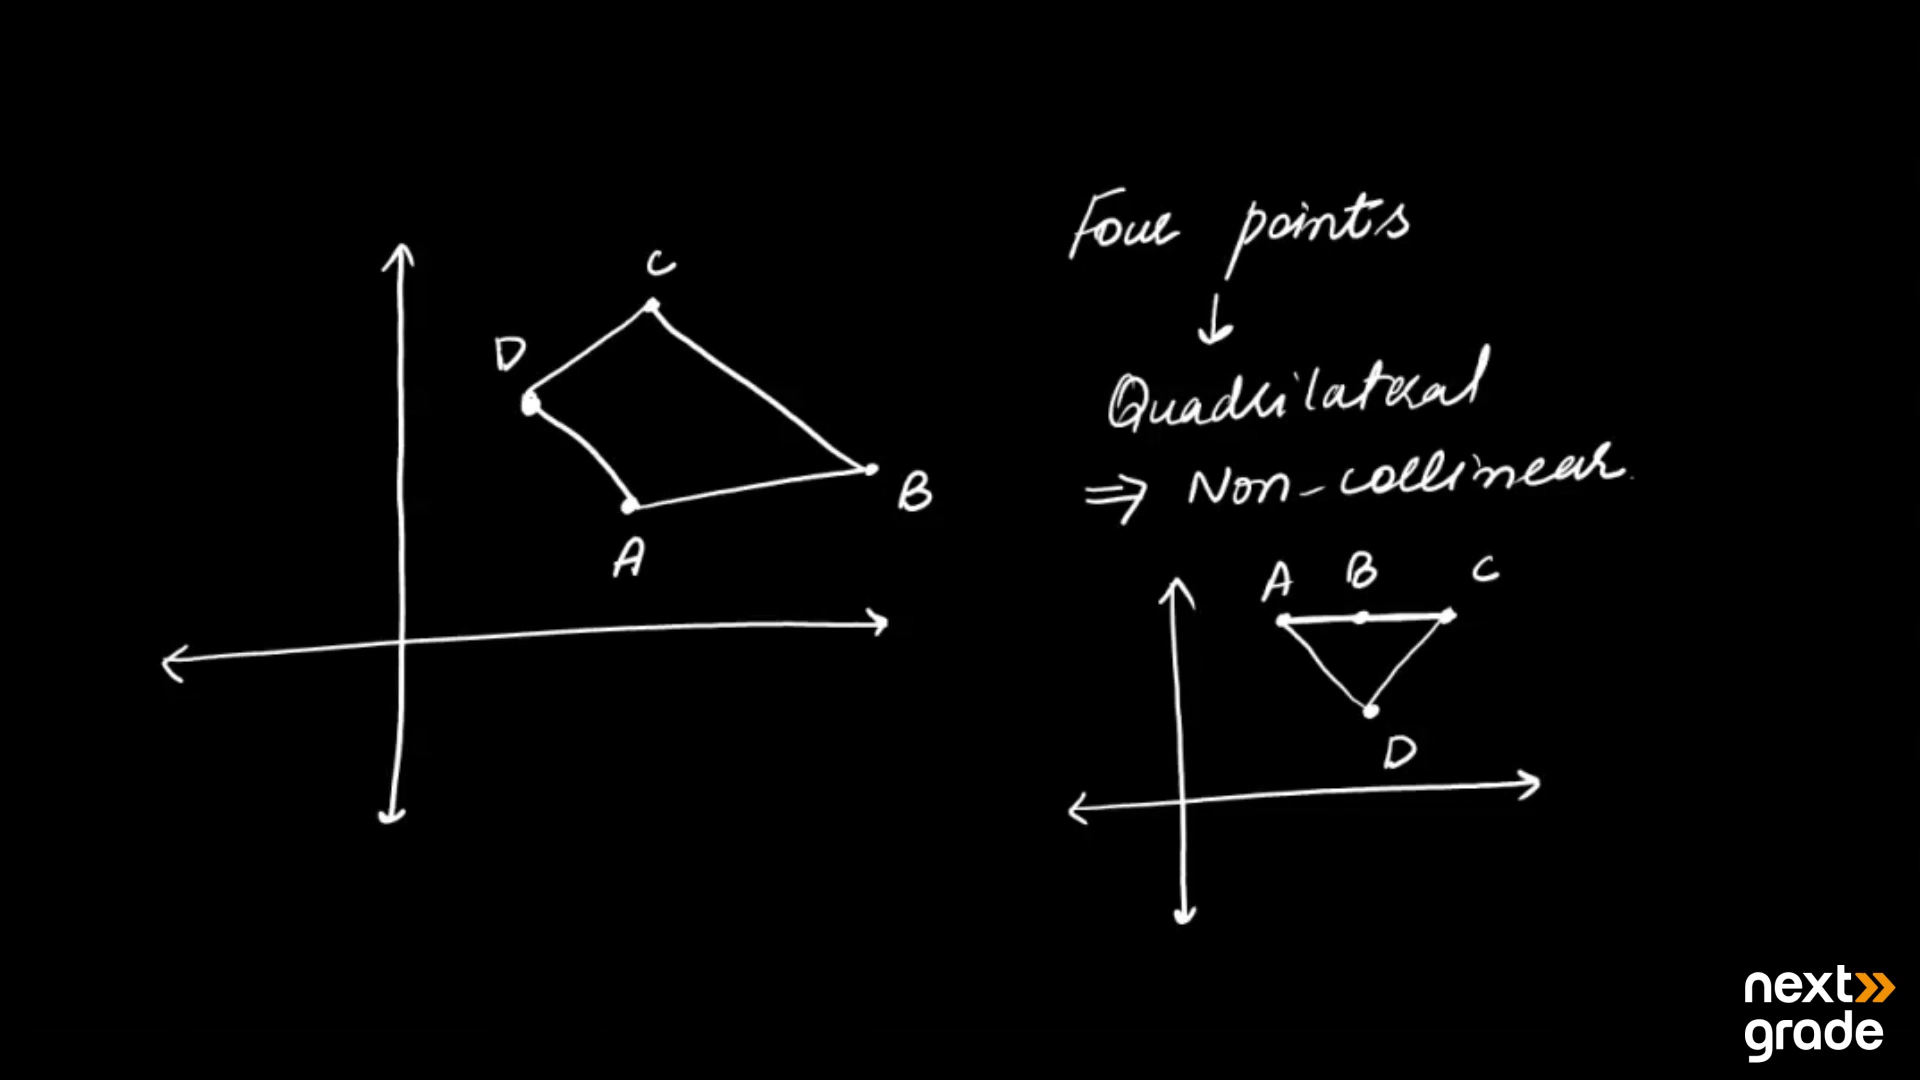 C
D
B
A
Four points
Quadrilateral
⇒ Non-collinear
A B C
D
next
grade